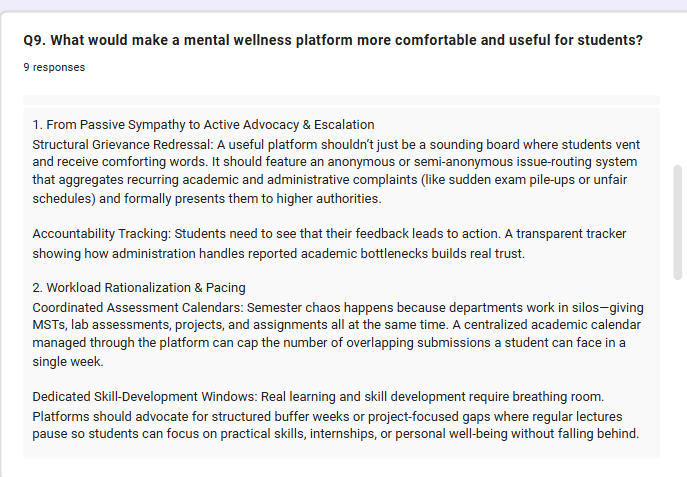 Q9. What would make a mental wellness platform more comfortable and useful for students?
9 responses
1. From Passive Sympathy to Active Advocacy & Escalation
Structural Grievance Redressal: A useful platform shouldn't just be a sounding board where students vent
and receive comforting words. It should feature an anonymous or semi-anonymous issue-routing system
that aggregates recurring academic and administrative complaints (like sudden exam pile-ups or unfair
schedules) and formally presents them to higher authorities.
Accountability Tracking: Students need to see that their feedback leads to action. A transparent tracker
showing how administration handles reported academic bottlenecks builds real trust.
2. Workload Rationalization & Pacing
Coordinated Assessment Calendars: Semester chaos happens because departments work in silos—giving
MSTs, lab assessments, projects, and assignments all at the same time. A centralized academic calendar
managed through the platform can cap the number of overlapping submissions a student can face in a
single week.
Dedicated Skill-Development Windows: Real learning and skill development require breathing room.
Platforms should advocate for structured buffer weeks or project-focused gaps where regular lectures
pause so students can focus on practical skills, internships, or personal well-being without falling behind.